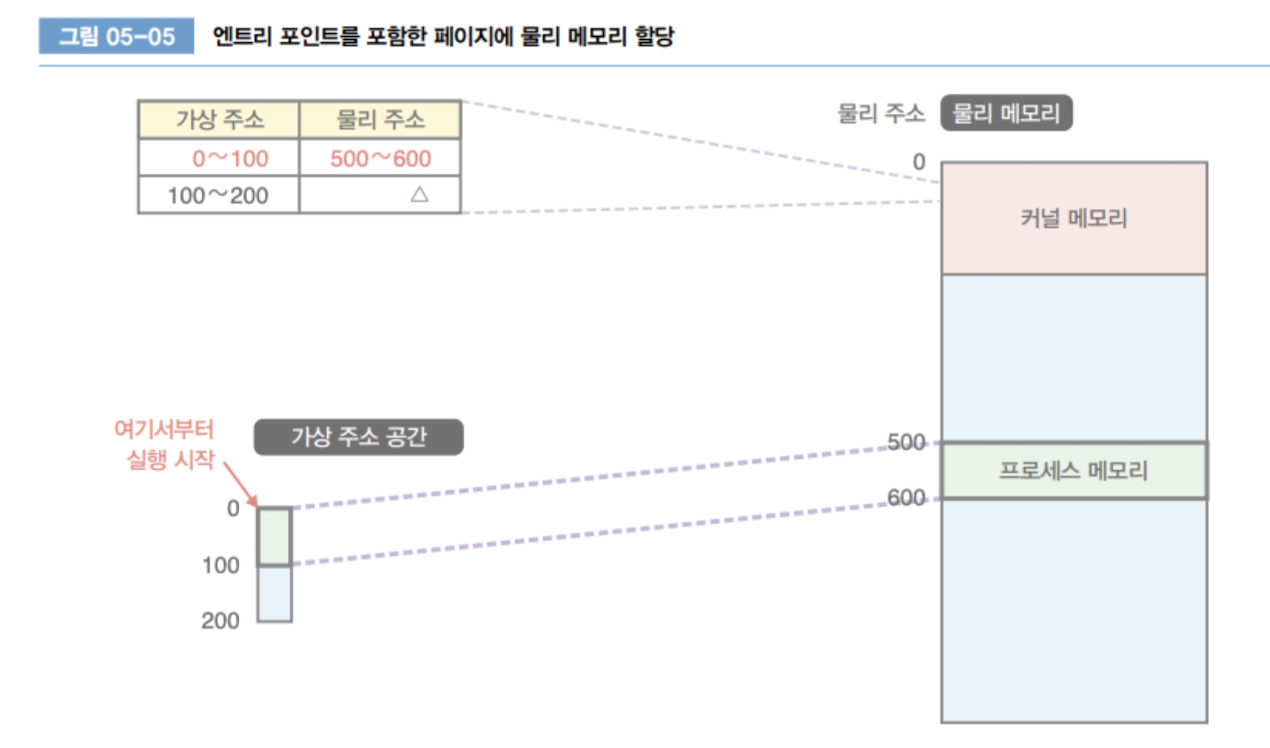 그림 05-05 엔트리 포인트를 포함한 페이지에 물리 메모리 할당
가상 주소 물리 주소
0~100 500~600
100~200 △
물리 주소 물리 메모리
0
커널 메모리
500
프로세스 메모리
600
여기서부터
실행 시작
가상 주소 공간
0
100
200